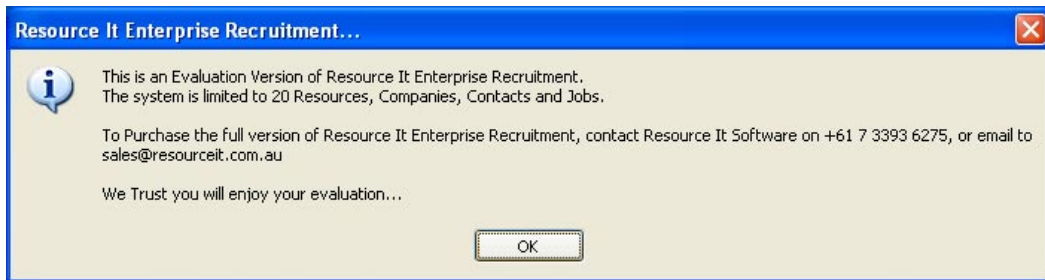 Resource It Enterprise Recruitment...
This is an Evaluation Version of Resource It Enterprise Recruitment.
The system is limited to 20 Resources, Companies, Contacts and Jobs.
To Purchase the full version of Resource It Enterprise Recruitment, contact Resource It Software on +61 7 3393 6275, or email to
sales@resourceit.com.au
We Trust you will enjoy your evaluation...
OK